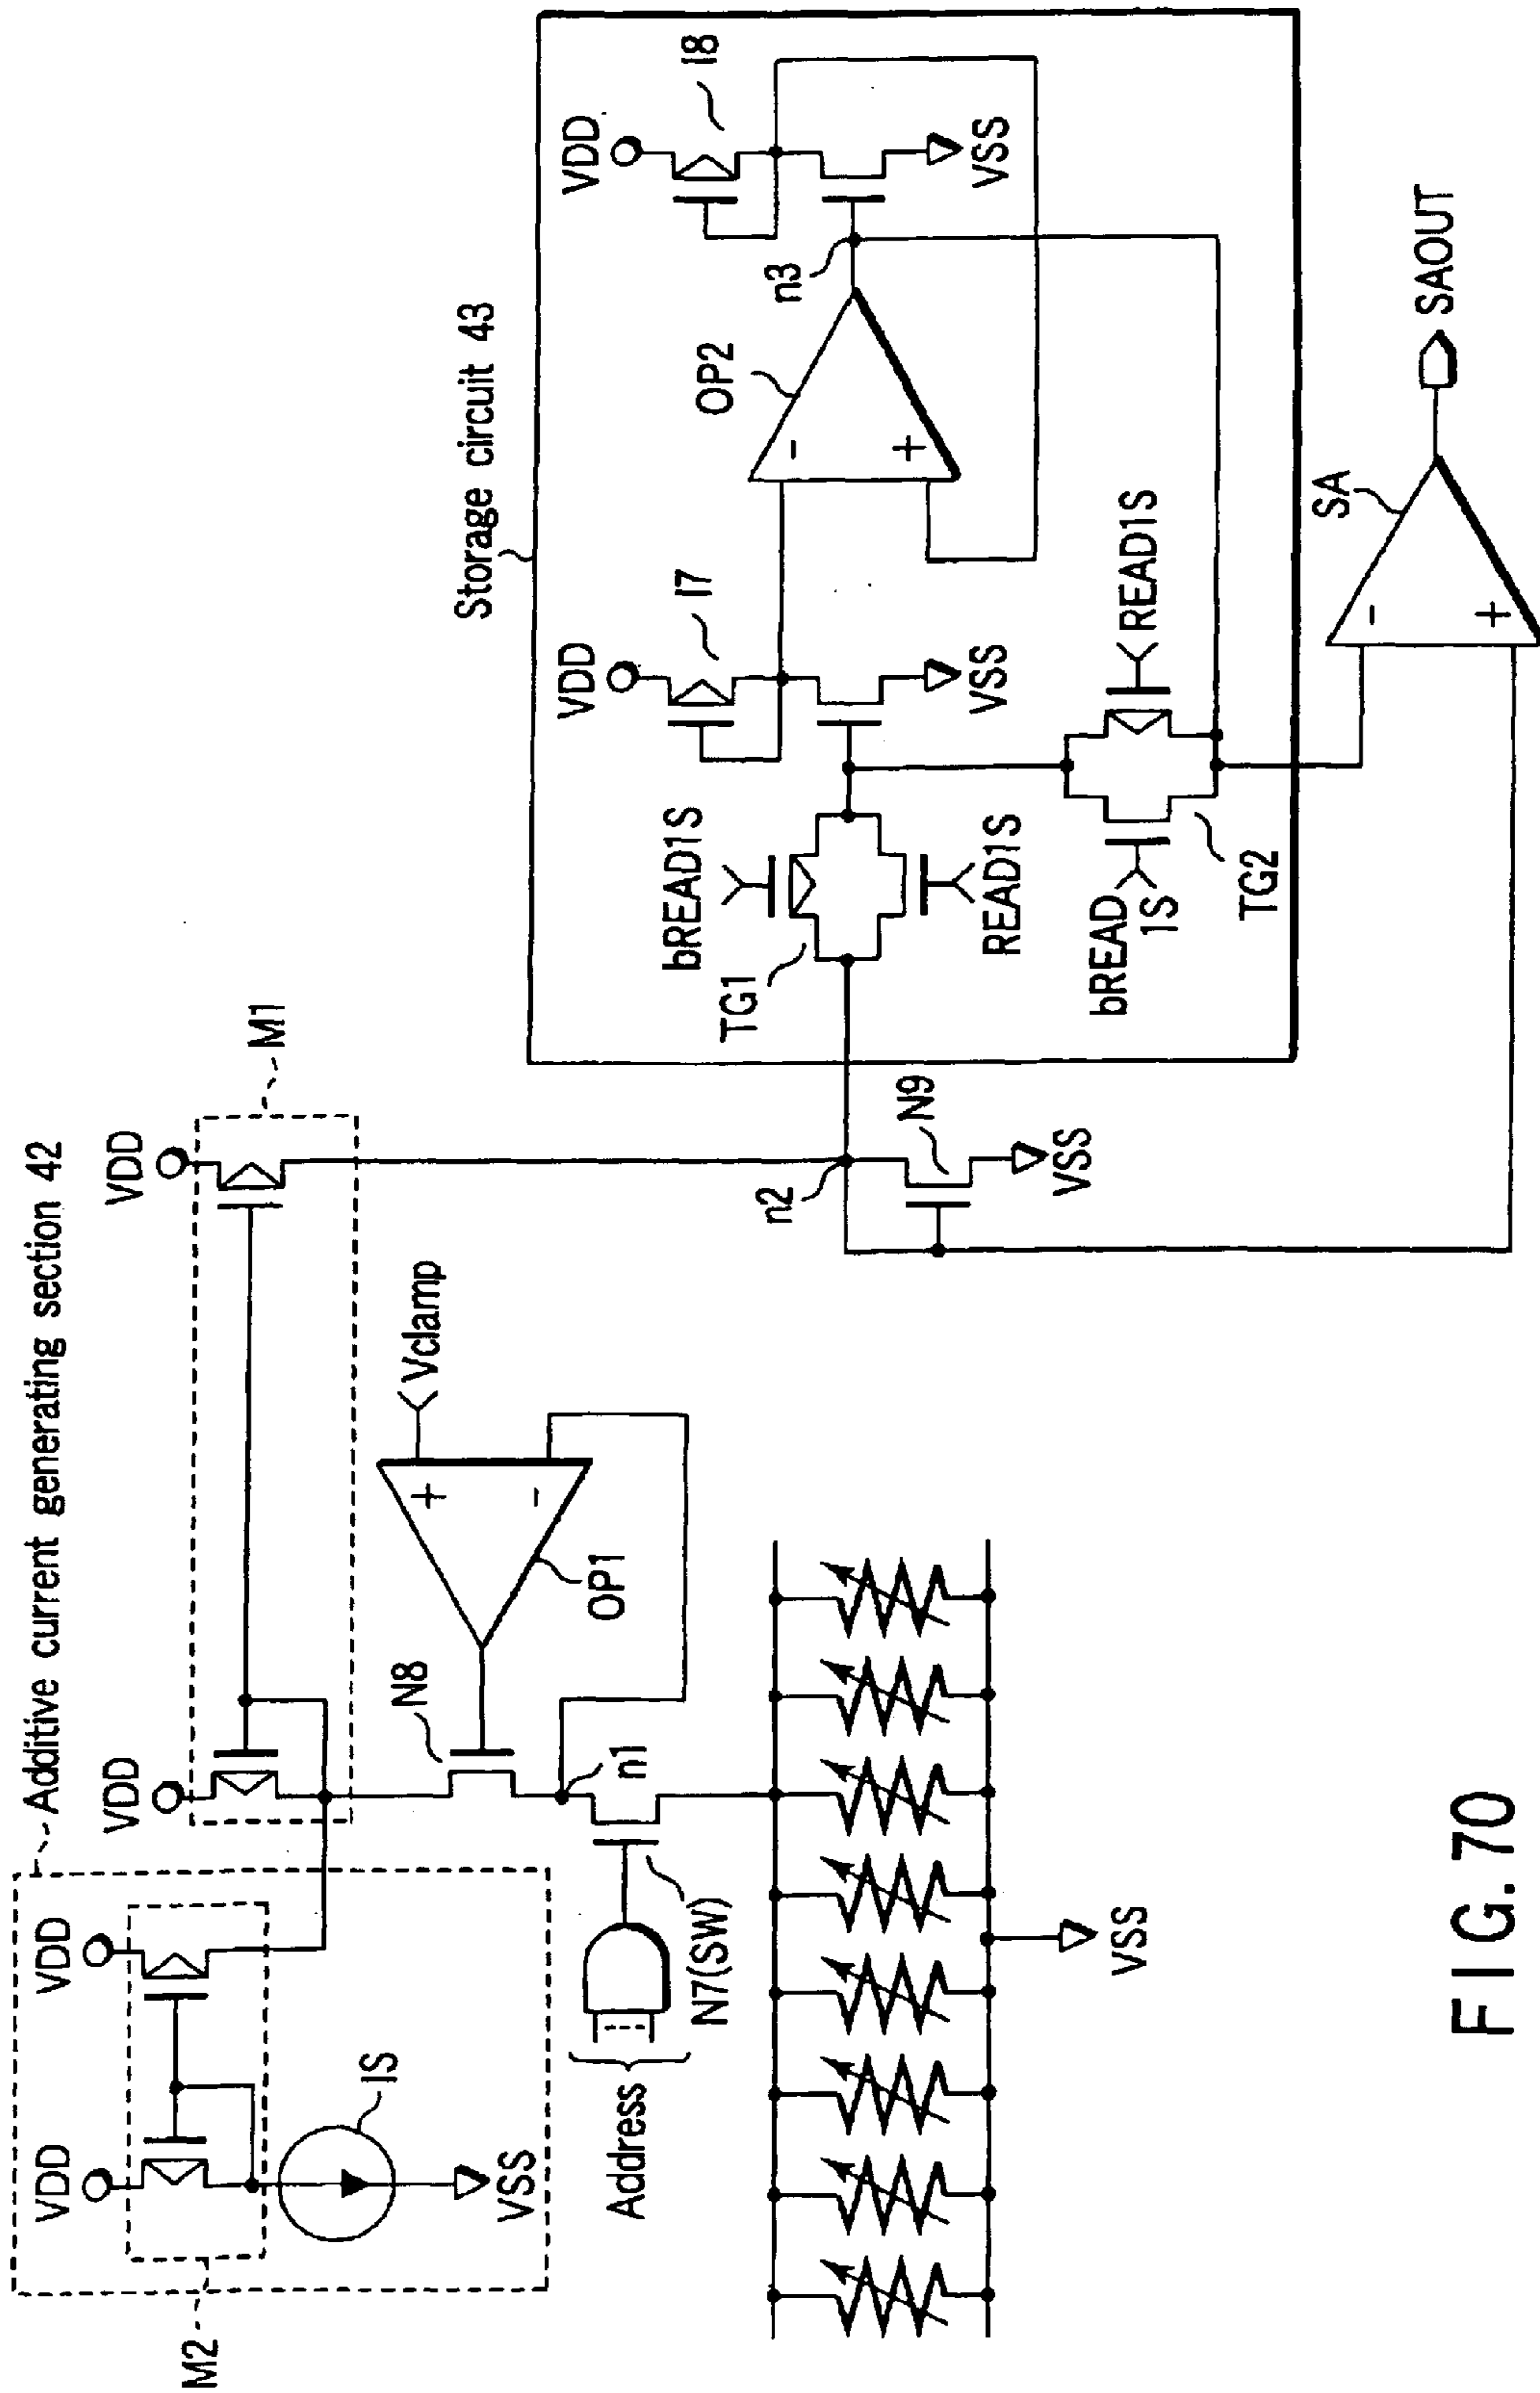 Additive current generating section 42
VDD
VDD
VDD
VDD
M1
M2
IS
VSS
N8
Vclamp
+
-
OP1
n1
Address
N7(SW)
VSS
n2
N9
VSS
Storage circuit 43
VDD
I7
VDD
I8
OP2
-
+
n3
VSS
VSS
bREAD1S
TG1
READ1S
bREAD
1S
READ1S
TG2
SA
-
+
SAOUT
FIG. 70